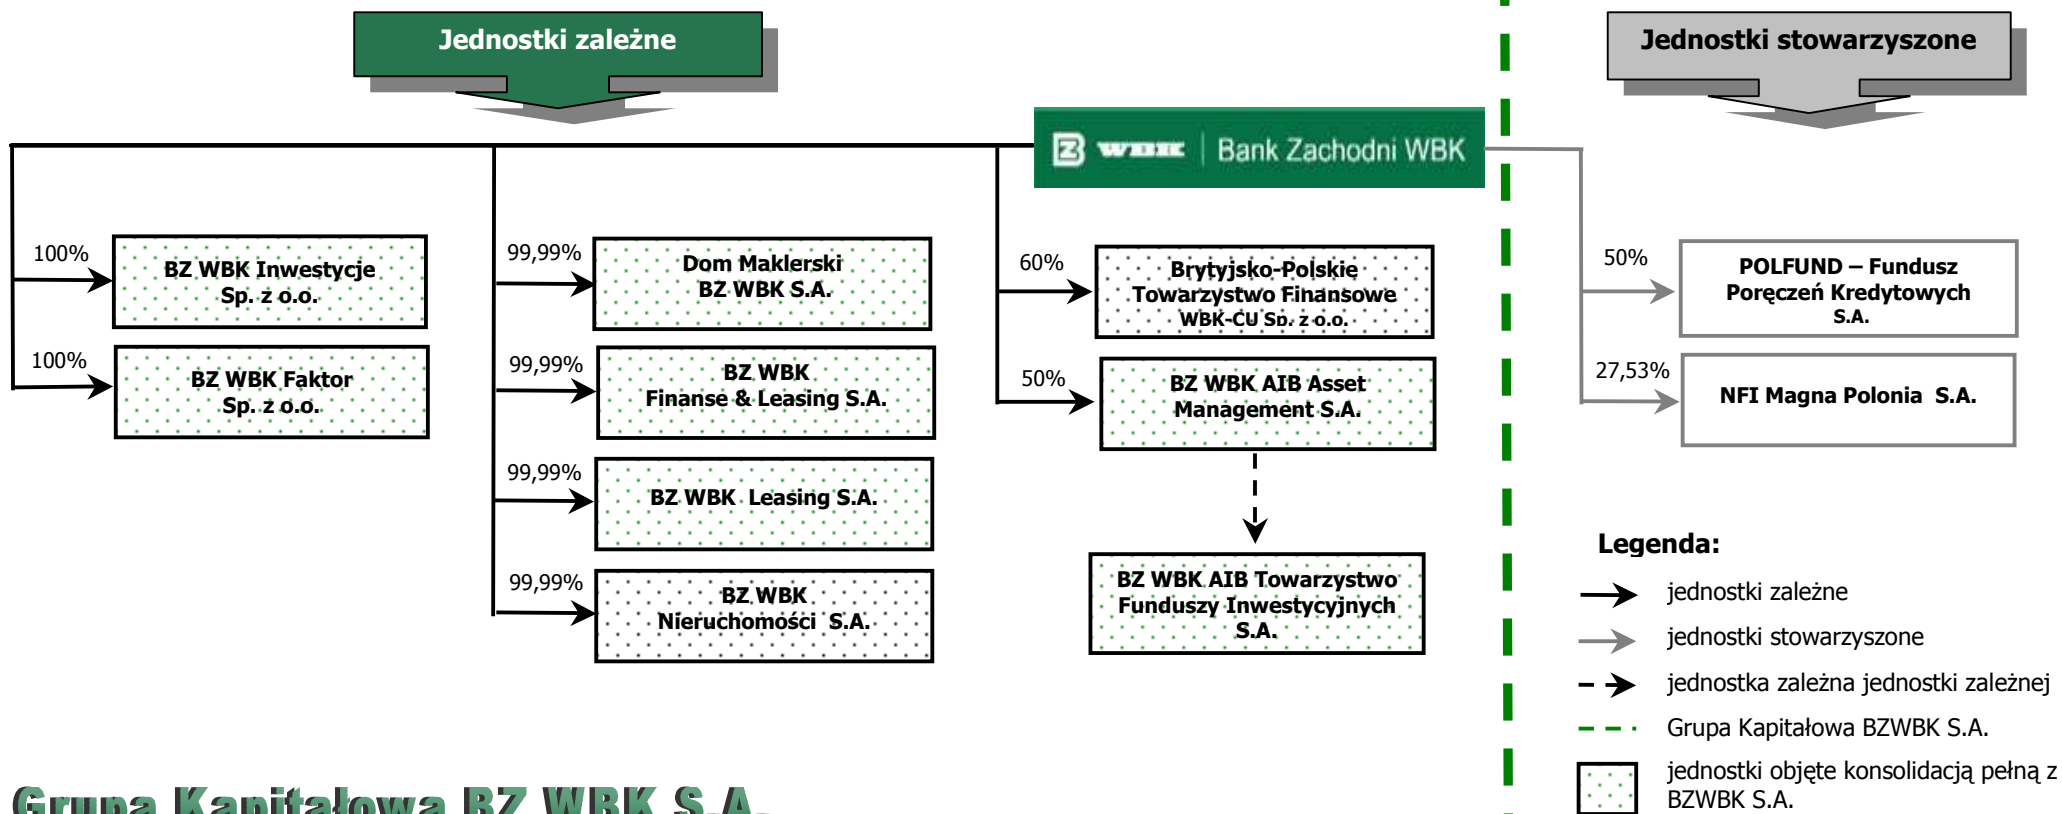 Jednostki zależne
Jednostki stowarzyszone
BZ WBK | Bank Zachodni WBK
100%
BZ WBK Inwestycje
Sp. z o.o.
100%
BZ WBK Faktor
Sp. z o.o.
99,99%
Dom Maklerski
BZ WBK S.A.
99,99%
BZ WBK
Finanse & Leasing S.A.
99,99%
BZ WBK Leasing S.A.
99,99%
BZ WBK
Nieruchomości S.A.
60%
Brytyjsko-Polskie
Towarzystwo Finansowe
WBK-CU Sp. z o.o.
50%
BZ WBK AIB Asset
Management S.A.
BZ WBK AIB Towarzystwo
Funduszy Inwestycyjnych
S.A.
50%
POLFUND – Fundusz
Poręczeń Kredytowych
S.A.
27,53%
NFI Magna Polonia S.A.
Legenda:
jednostki zależne
jednostki stowarzyszone
jednostka zależna jednostki zależnej
Grupa Kapitałowa BZWBK S.A.
jednostki objęte konsolidacją pełną z
BZWBK S.A.
Grupa Kapitałowa BZ WBK S.A.